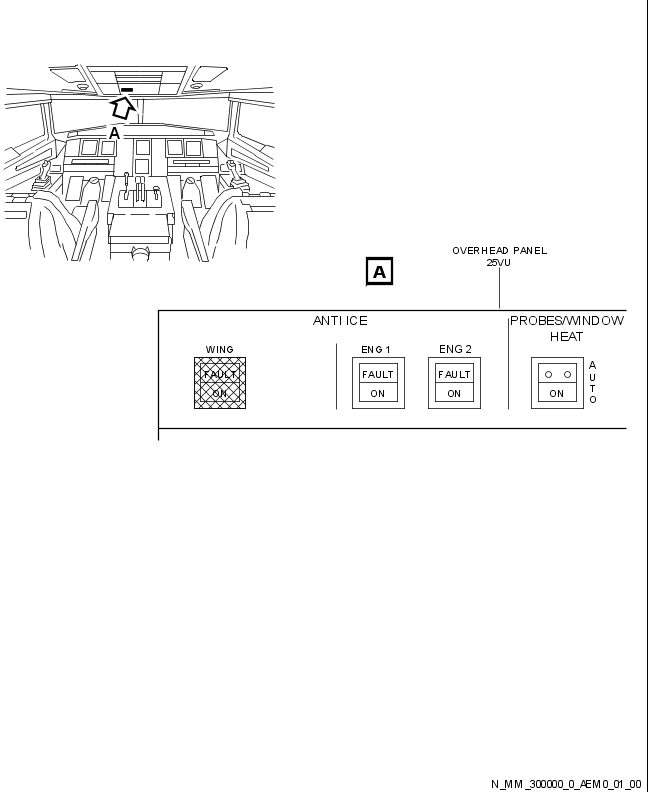 A
OVERHEAD PANEL
25VU
A
ANTI ICE
PROBES/WINDOW
HEAT
WING
ENG 1
ENG 2
FAULT
ON
FAULT
ON
FAULT
ON
ON
A
U
T
O
N_MM_300000_0_AEM0_01_00